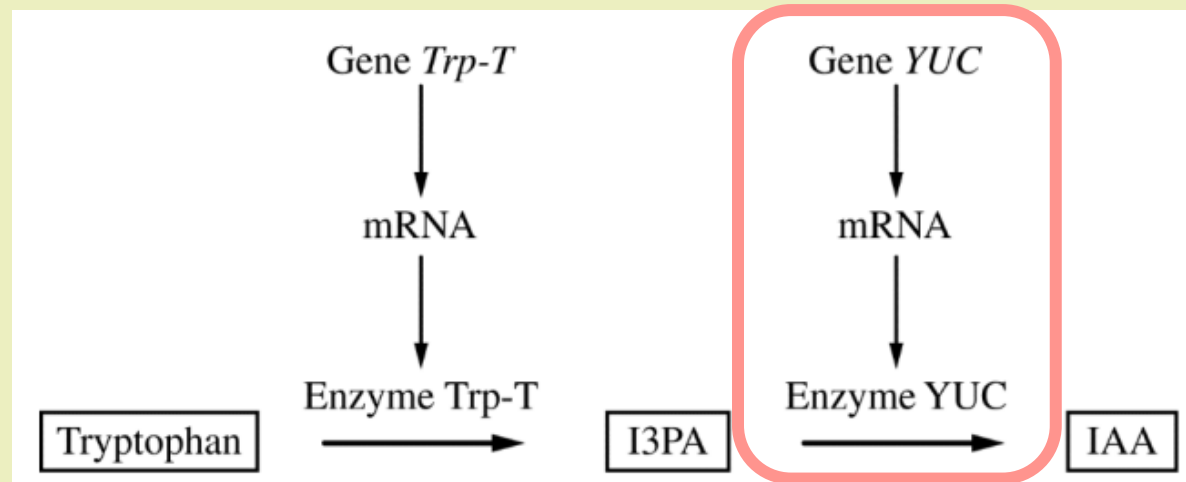 Gene Trp-T
Gene YUC
mRNA
mRNA
Enzyme Trp-T
Enzyme YUC
Tryptophan
I3PA
IAA